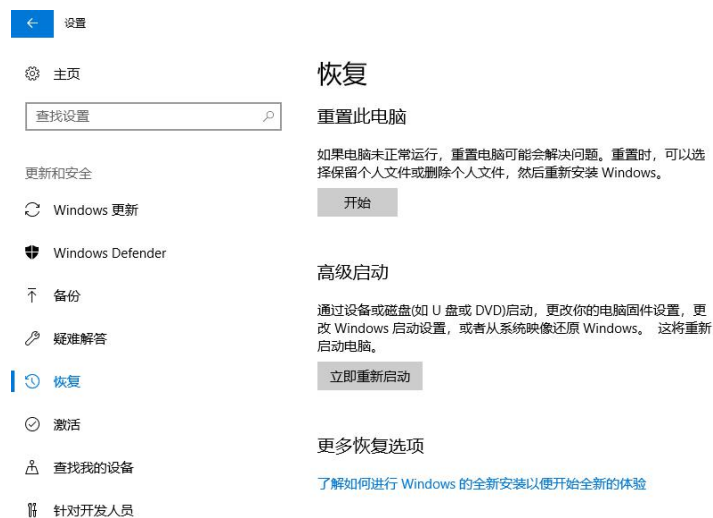 设置
主页
查找设置
更新和安全
Windows 更新
Windows Defender
备份
疑难解答
恢复
激活
查找我的设备
针对开发人员
恢复
重置此电脑
如果电脑未正常运行，重置电脑可能会解决问题。重置时，可以选
择保留个人文件或删除个人文件，然后重新安装 Windows。
开始
高级启动
通过设备或磁盘(如 U 盘或 DVD)启动，更改你的电脑固件设置，更
改 Windows 启动设置，或者从系统映像还原 Windows。 这将重新
启动电脑。
立即重新启动
更多恢复选项
了解如何进行 Windows 的全新安装以便开始全新的体验